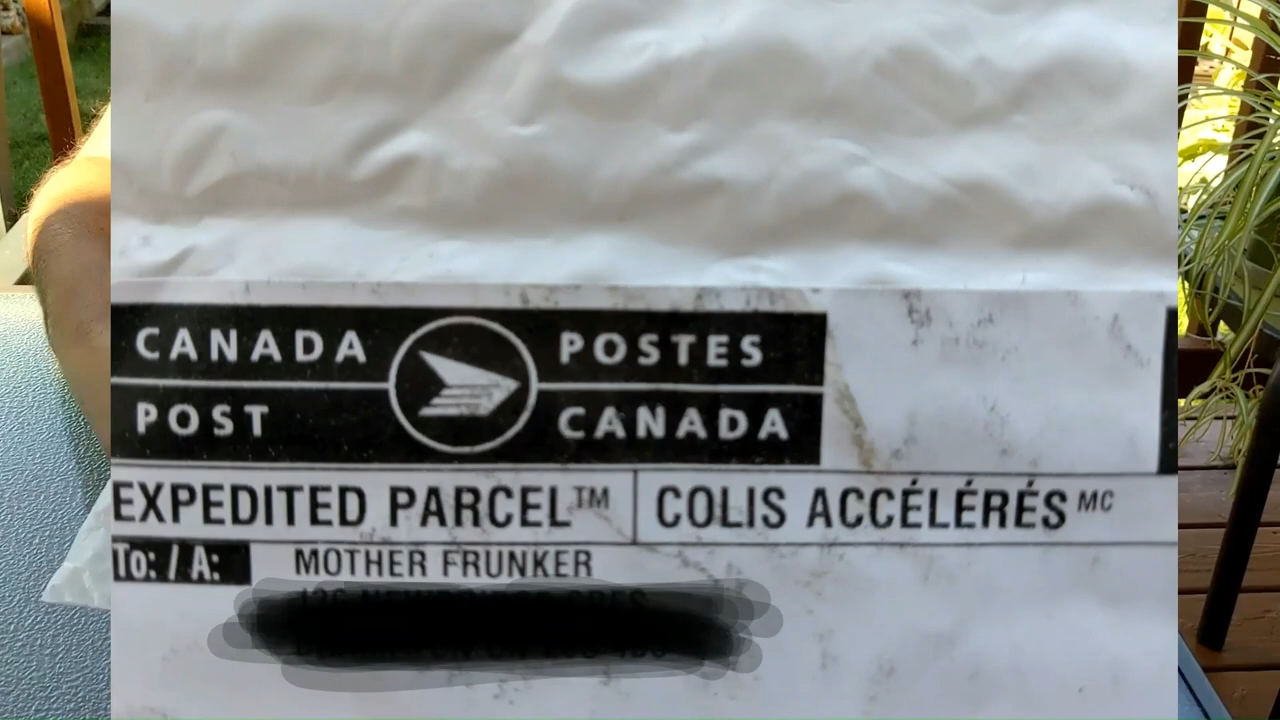 CANADA POSTES
POST CANADA
EXPEDITED PARCEL™ COLIS ACCÉLÉRÉS MC
To: / A: MOTHER FRUNKER